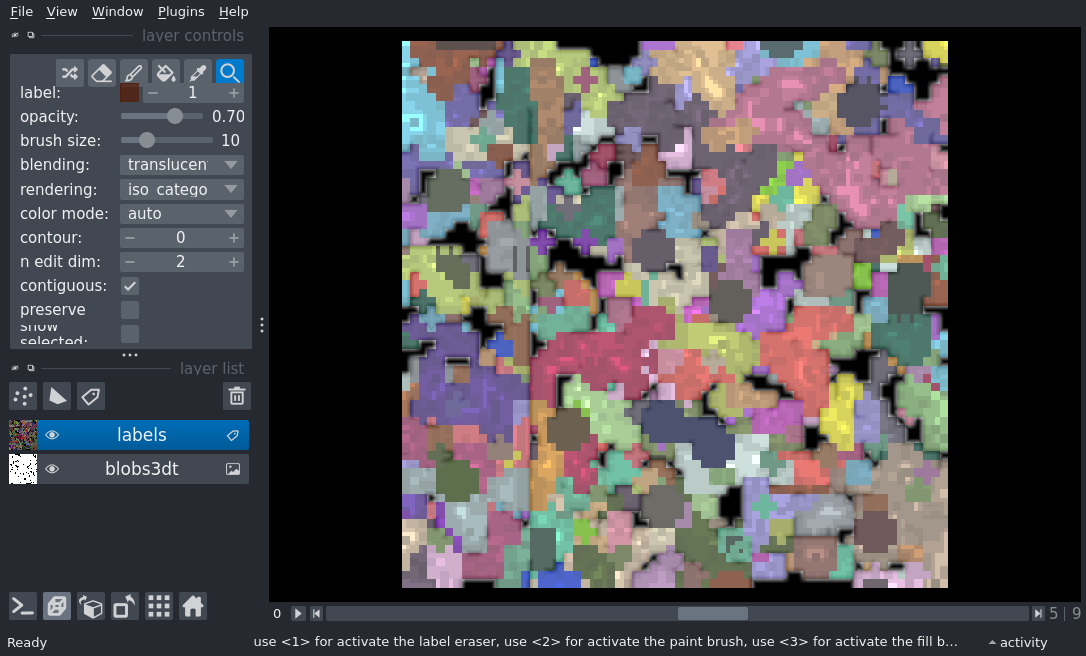 File View Window Plugins Help
layer controls
label: 1
opacity: 0.70
brush size: 10
blending: translucen
rendering: iso_catego
color mode: auto
contour: 0
n edit dim: 2
contiguous:
preserve
show
selected:
layer list
labels
blobs3dt
0 5 | 9
Ready use <1> for activate the label eraser, use <2> for activate the paint brush, use <3> for activate the fill b... activity